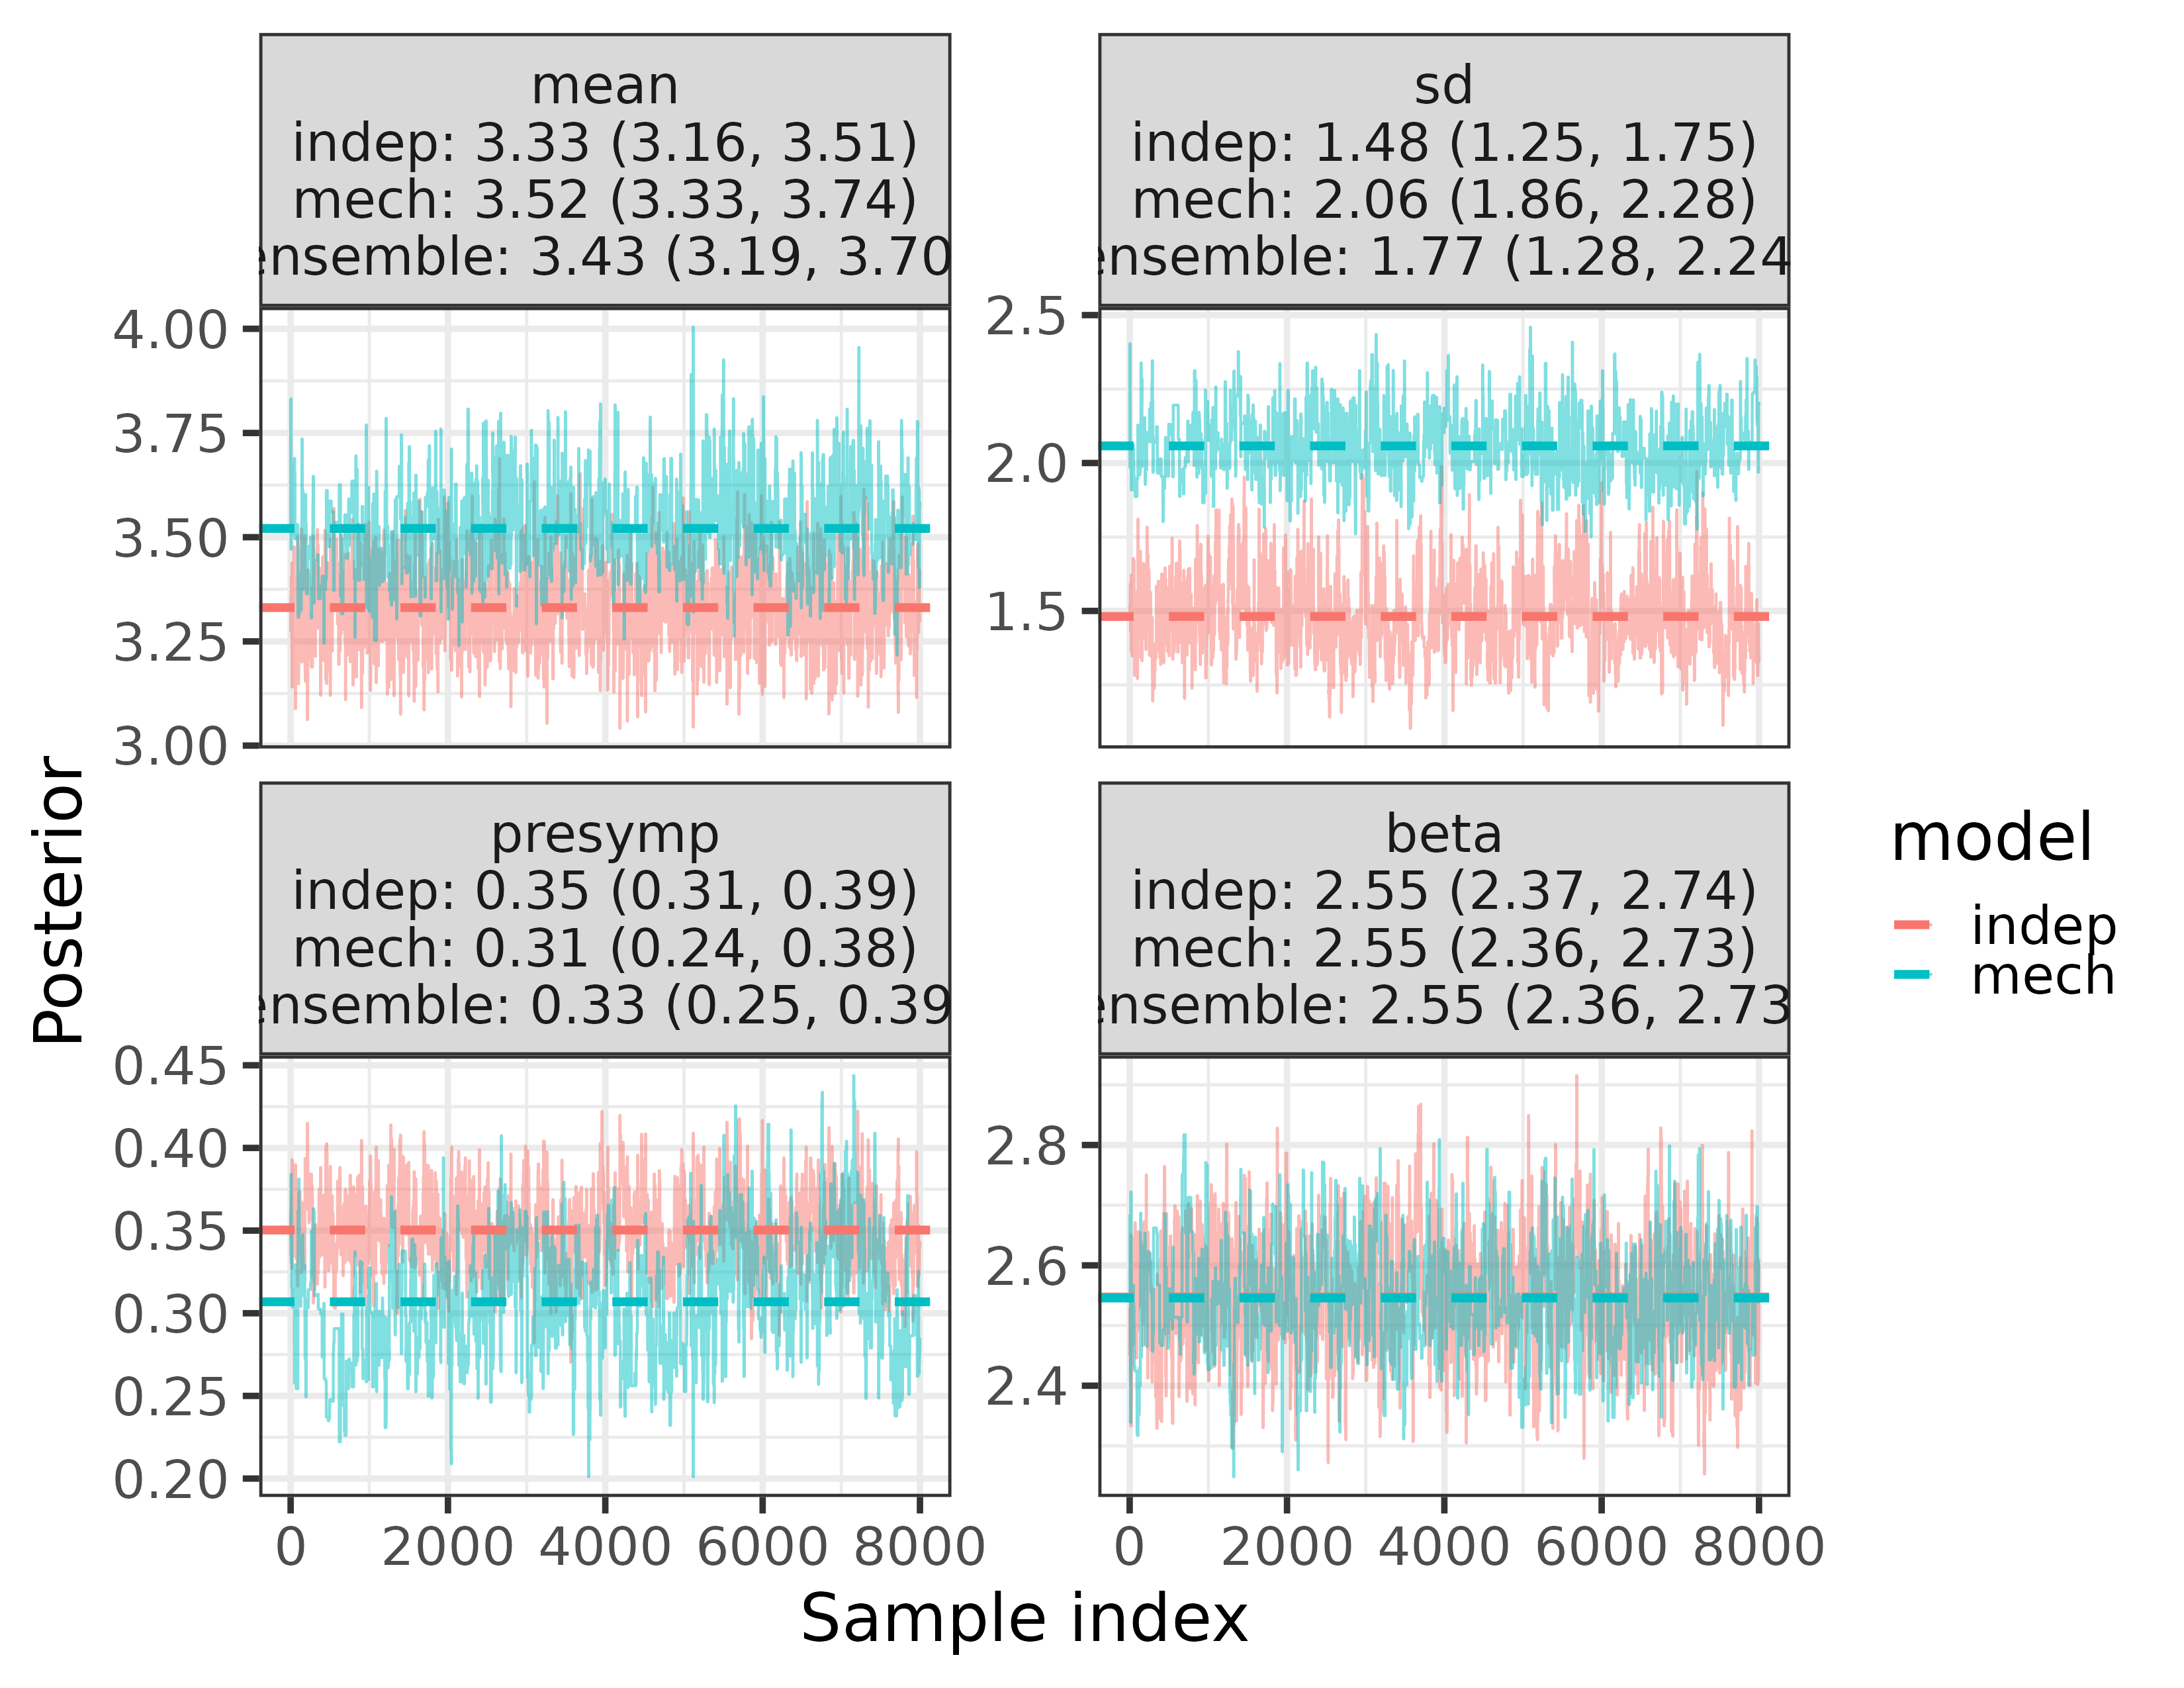 mean
indep: 3.33 (3.16, 3.51)
mech: 3.52 (3.33, 3.74)
ensemble: 3.43 (3.19, 3.70
sd
indep: 1.48 (1.25, 1.75)
mech: 2.06 (1.86, 2.28)
ensemble: 1.77 (1.28, 2.24
4.00
3.75
3.50
3.25
3.00
2.5
2.0
1.5
presymp
indep: 0.35 (0.31, 0.39)
mech: 0.31 (0.24, 0.38)
ensemble: 0.33 (0.25, 0.39
beta
indep: 2.55 (2.37, 2.74)
mech: 2.55 (2.36, 2.73)
ensemble: 2.55 (2.36, 2.73
0.45
0.40
0.35
0.30
0.25
0.20
2.8
2.6
2.4
0 2000 4000 6000 8000
0 2000 4000 6000 8000
Sample index
Posterior
model
indep
mech